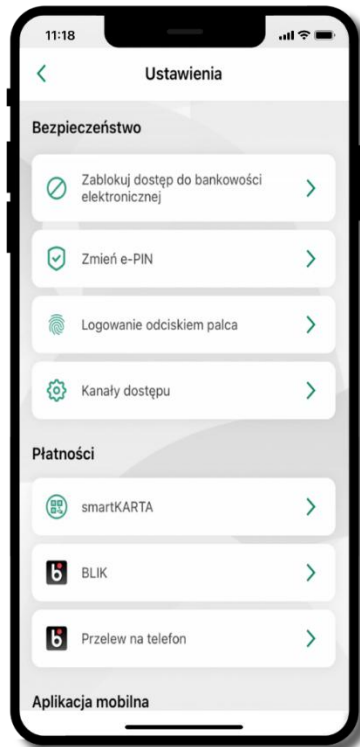 11:18
Ustawienia
Bezpieczeństwo
Zablokuj dostęp do bankowości
elektronicznej
Zmień e-PIN
Logowanie odciskiem palca
Kanały dostępu
Płatności
smartKARTA
BLIK
Przelew na telefon
Aplikacja mobilna